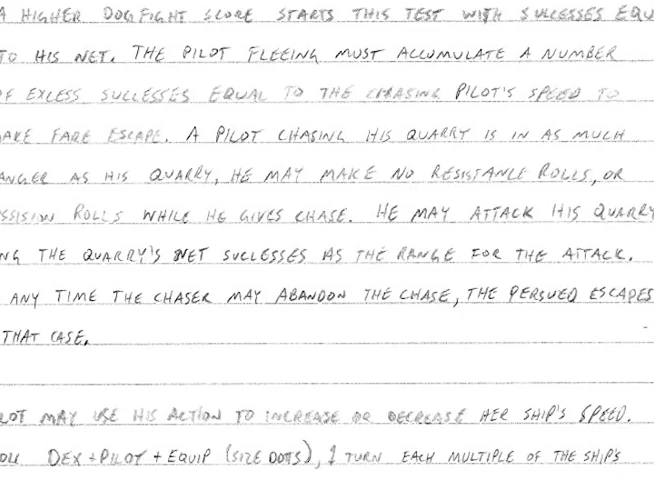 A HIGHER DOGFIGHT SCORE STARTS THIS TEST WITH SUCCESSES EQU
TO HIS NET. THE PILOT FLEEING MUST ACCUMULATE A NUMBER
OF EXCESS SUCCESSES EQUAL TO THE CHASING PILOT'S SPEED TO
MAKE FARE ESCAPE. A PILOT CHASING HIS QUARRY IS IN AS MUCH
ANGER AS HIS QUARRY, HE MAY MAKE NO RESISTANCE ROLLS, OR
SSISION ROLLS WHILE HE GIVES CHASE. HE MAY ATTACK HIS QUARRY
NG THE QUARRY'S NET SUCCESSES AS THE RANGE FOR THE ATTACK.
ANY TIME THE CHASER MAY ABANDON THE CHASE, THE PERSUED ESCAPES
THAT CASE.
LOT MAY USE HIS ACTION TO INCREASE OR DECREASE HER SHIP'S SPEED.
OLL DEX + PILOT + EQUIP (SIZE DOTS), 1 TURN EACH MULTIPLE OF THE SHIP'S